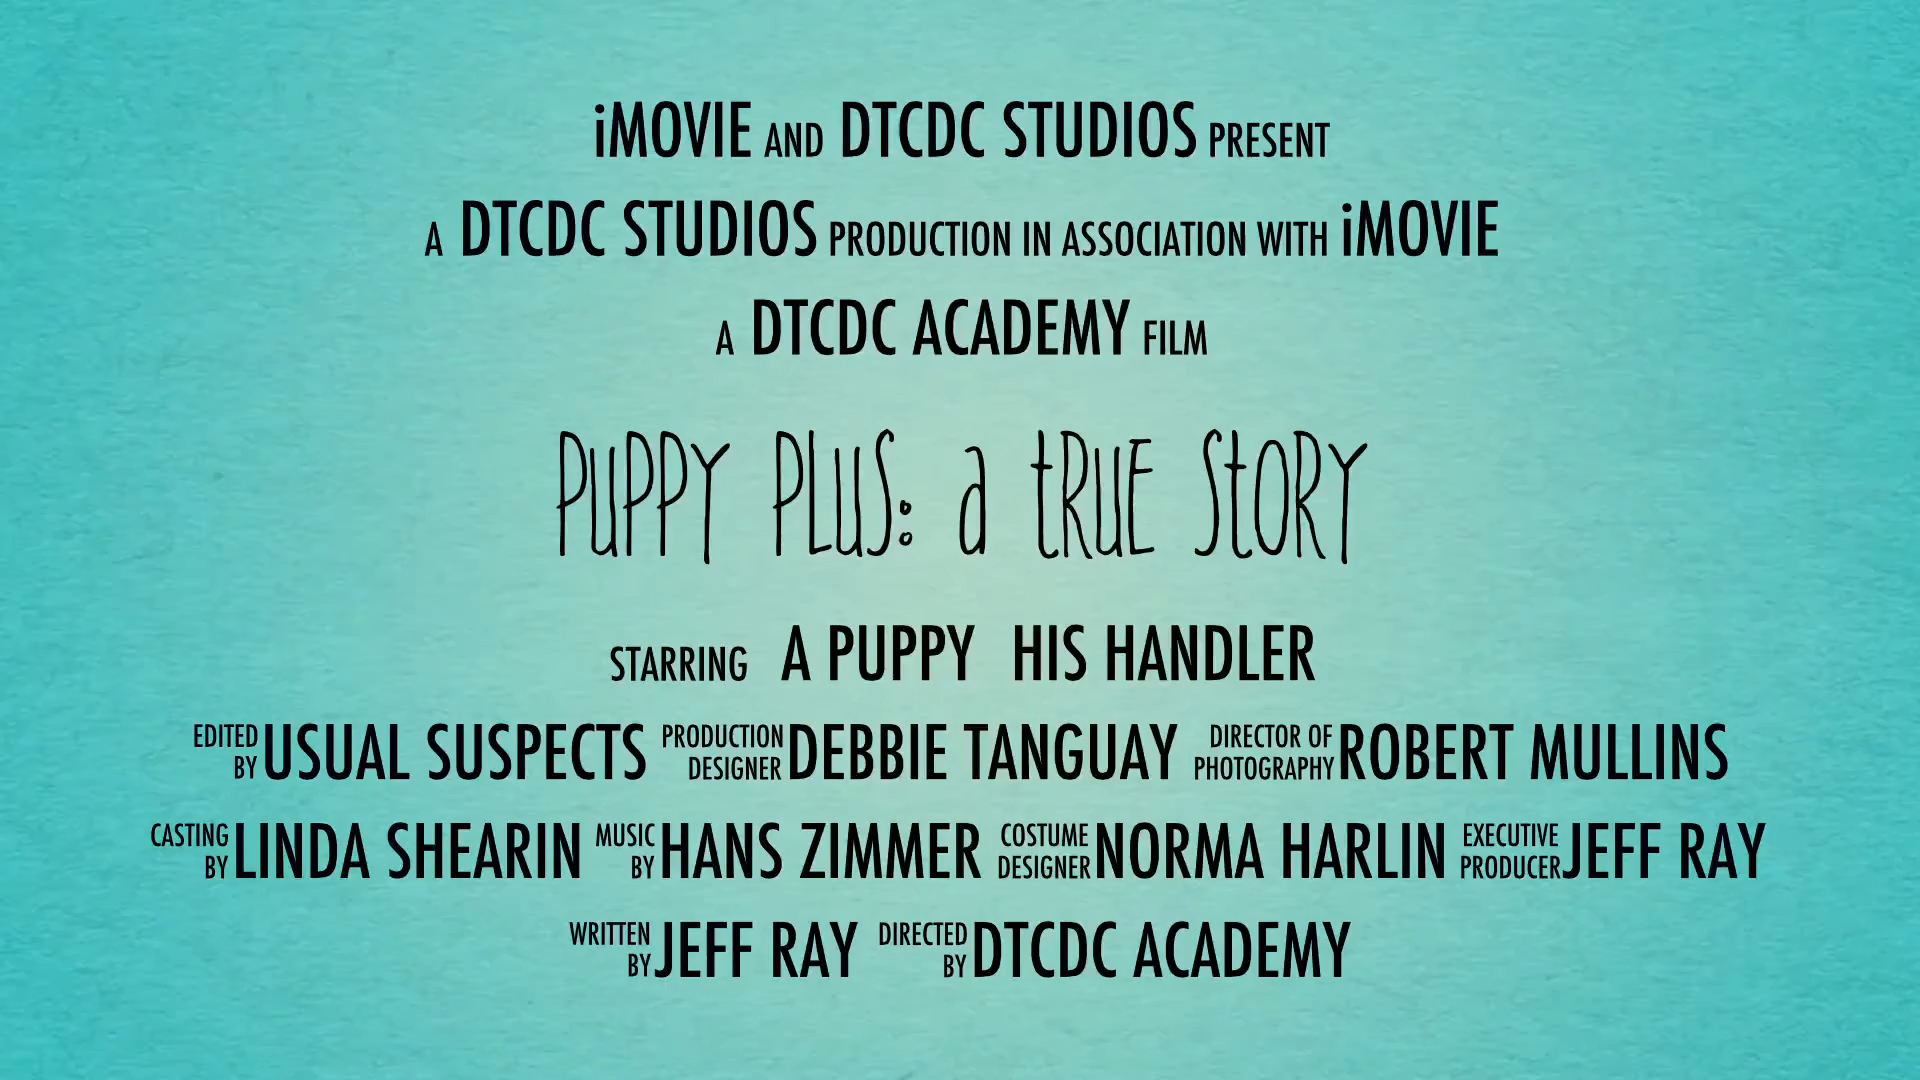 iMOVIE AND DTCDC STUDIOS PRESENT
A DTCDC STUDIOS PRODUCTION IN ASSOCIATION WITH iMOVIE
A DTCDC ACADEMY FILM
PUPPY PLUS: a tRUE StORY
STARRING A PUPPY HIS HANDLER
EDITED BY USUAL SUSPECTS PRODUCTION DESIGNER DEBBIE TANGUAY DIRECTOR OF PHOTOGRAPHY ROBERT MULLINS
CASTING BY LINDA SHEARIN MUSIC BY HANS ZIMMER COSTUME DESIGNER NORMA HARLIN EXECUTIVE PRODUCER JEFF RAY
WRITTEN BY JEFF RAY DIRECTED BY DTCDC ACADEMY